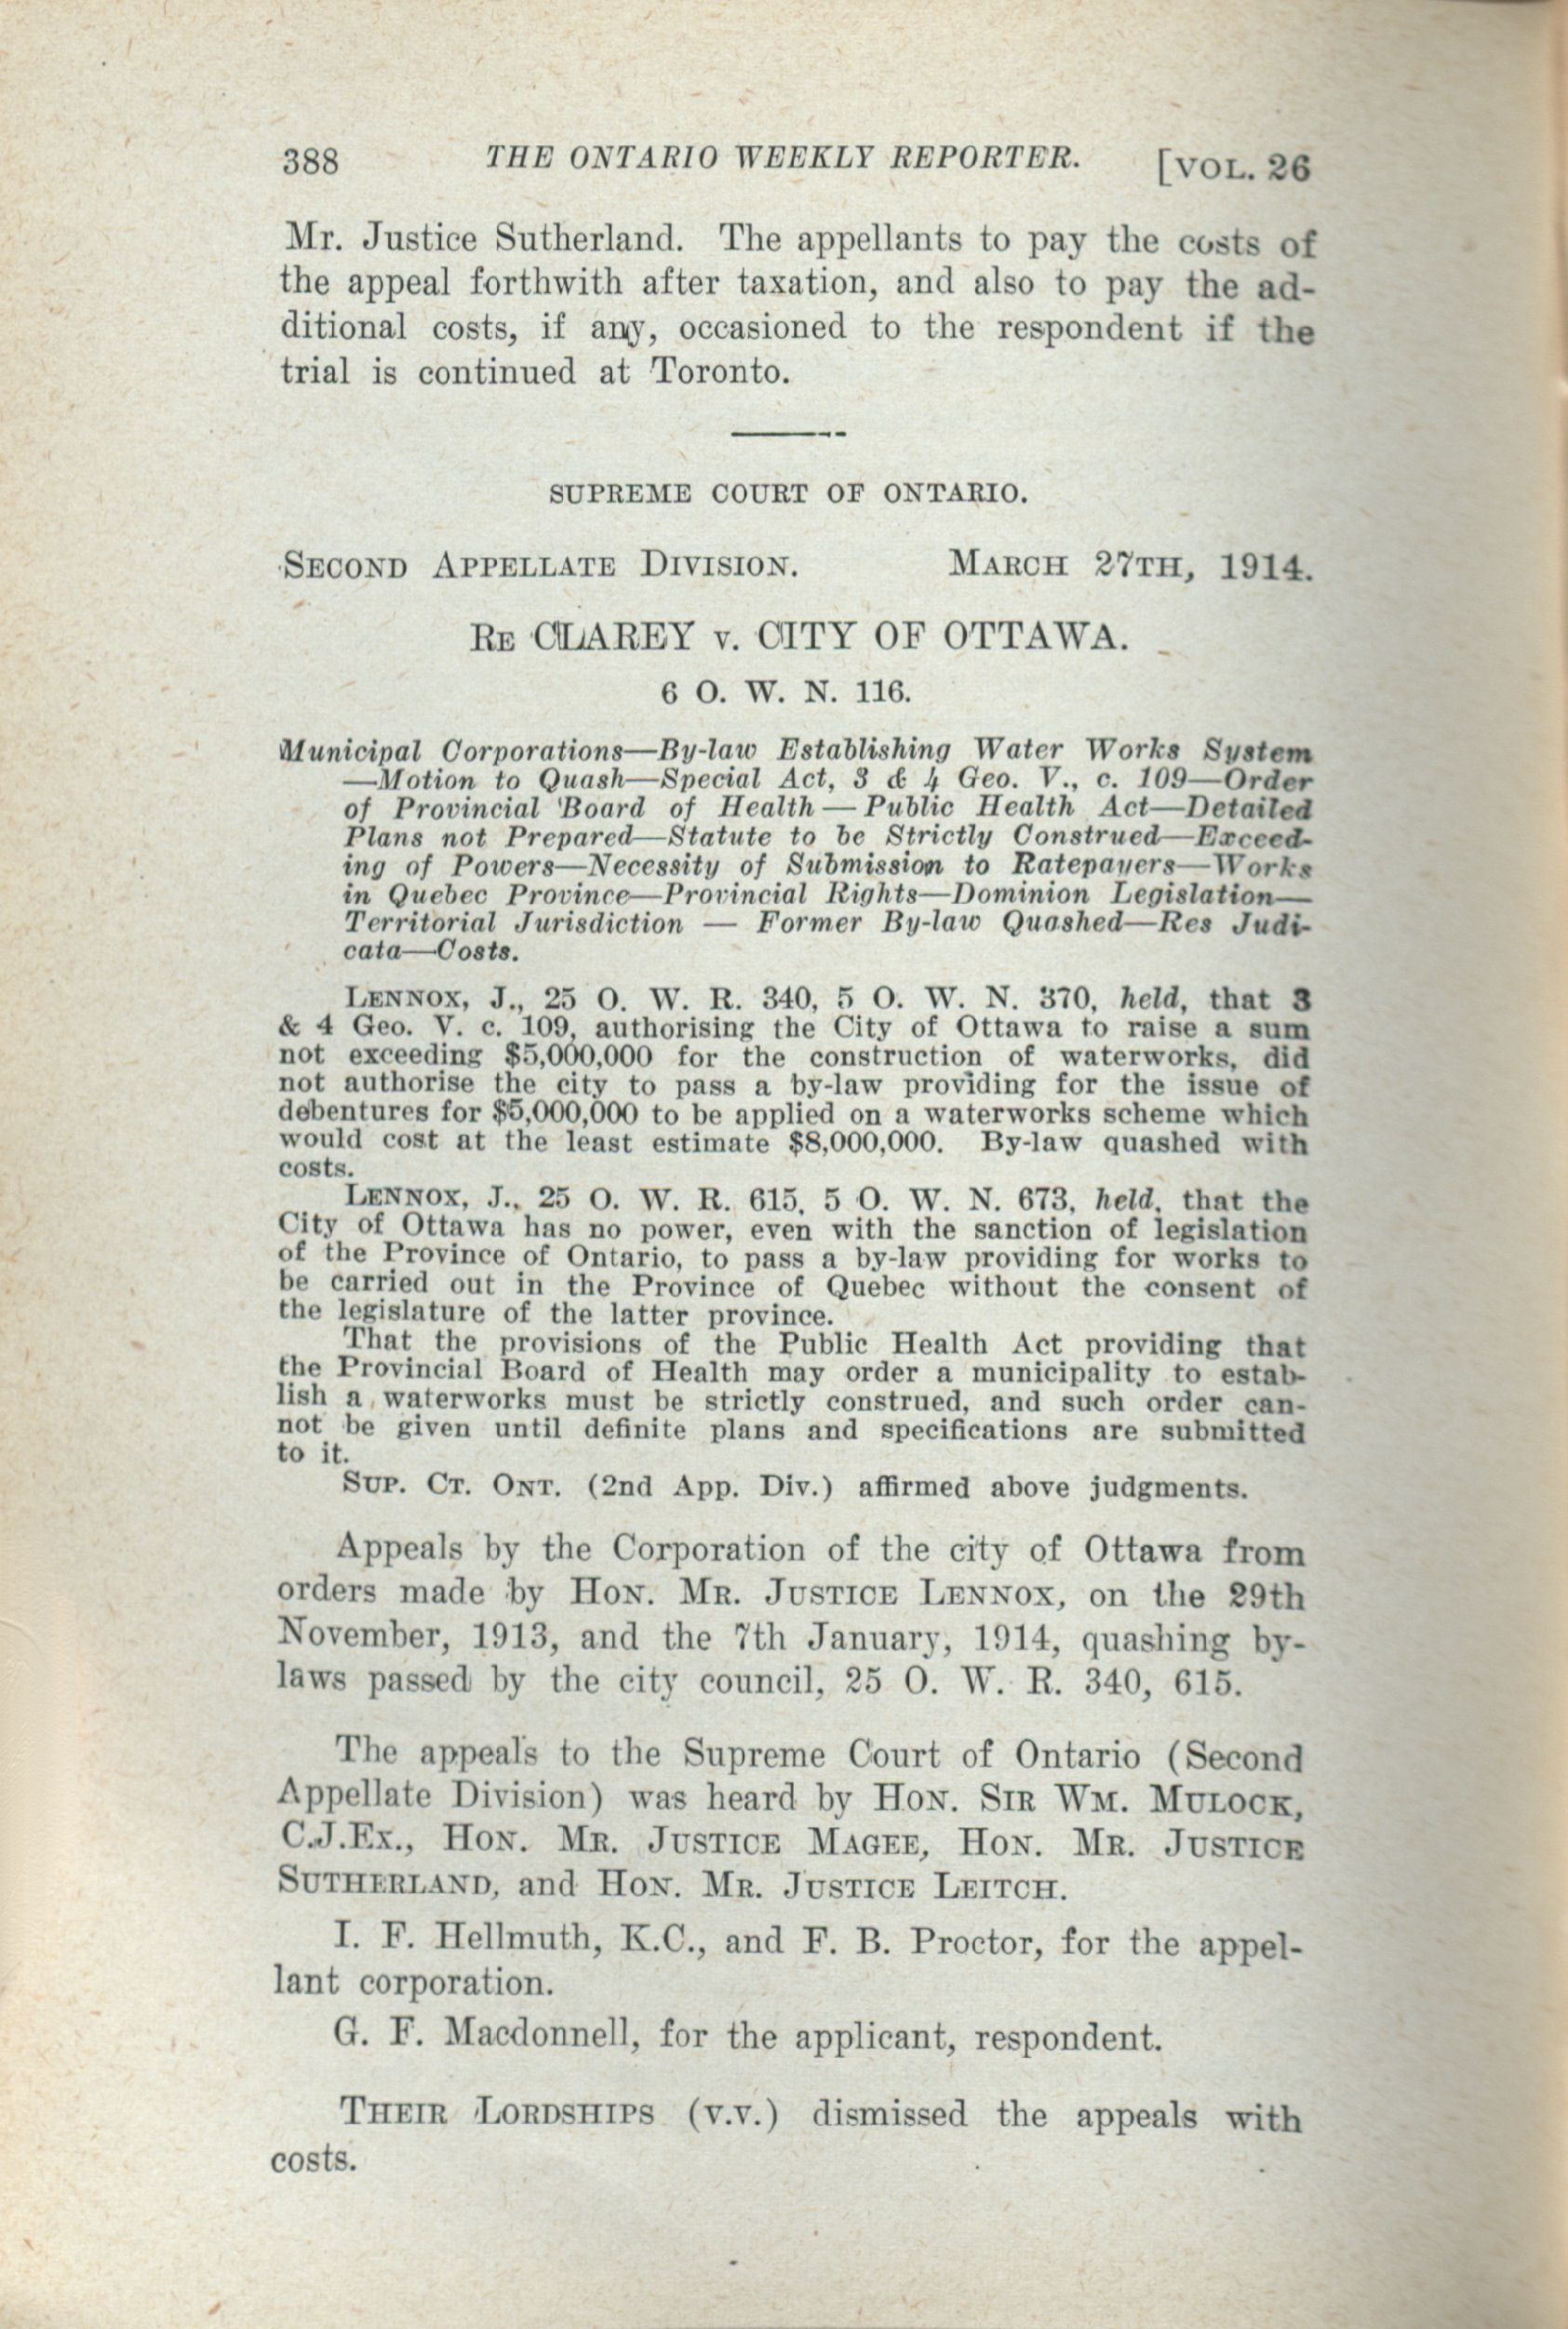 388 THE ONTARIO WEEKLY REPORTER. [VOL. 26
Mr. Justice Sutherland. The appellants to pay the costs of
the appeal forthwith after taxation, and also to pay the ad-
ditional costs, if any, occasioned to the respondent if the
trial is continued at Toronto.
SUPREME COURT OF ONTARIO.
SECOND APPELLATE DIVISION. MARCH 27TH, 1914.
RE CLAREY v. CITY OF OTTAWA.
6 O. W. N. 116.
Municipal Corporations—By-law Establishing Water Works System
—Motion to Quash—Special Act, 3 & 4 Geo. V., c. 109—Order
of Provincial Board of Health — Public Health Act—Detailed
Plans not Prepared—Statute to be Strictly Construed—Exceed-
ing of Powers—Necessity of Submission to Ratepayers—Works
in Quebec Province—Provincial Rights—Dominion Legislation—
Territorial Jurisdiction — Former By-law Quashed—Res Judi-
cata—Costs.
LENNOX, J., 25 O. W. R. 340, 5 O. W. N. 370, held, that 3
& 4 Geo. V. c. 109, authorising the City of Ottawa to raise a sum
not exceeding $5,000,000 for the construction of waterworks, did
not authorise the city to pass a by-law providing for the issue of
debentures for $5,000,000 to be applied on a waterworks scheme which
would cost at the least estimate $8,000,000. By-law quashed with
costs.
LENNOX, J., 25 O. W. R. 615, 5 O. W. N. 673, held, that the
City of Ottawa has no power, even with the sanction of legislation
of the Province of Ontario, to pass a by-law providing for works to
be carried out in the Province of Quebec without the consent of
the legislature of the latter province.
That the provisions of the Public Health Act providing that
the Provincial Board of Health may order a municipality to estab-
lish a waterworks must be strictly construed, and such order can-
not be given until definite plans and specifications are submitted
to it.
SUP. CT. ONT. (2nd App. Div.) affirmed above judgments.
Appeals by the Corporation of the city of Ottawa from
orders made by HON. MR. JUSTICE LENNOX, on the 29th
November, 1913, and the 7th January, 1914, quashing by-
laws passed by the city council, 25 O. W. R. 340, 615.
The appeals to the Supreme Court of Ontario (Second
Appellate Division) was heard by HON. SIR WM. MULOCK,
C.J.EX., HON. MR. JUSTICE MAGEE, HON. MR. JUSTICE
SUTHERLAND, and HON. MR. JUSTICE LEITCH.
I. F. Hellmuth, K.C., and F. B. Proctor, for the appel-
lant corporation.
G. F. Macdonnell, for the applicant, respondent.
THEIR LORDSHIPS (V.V.) dismissed the appeals with
costs.